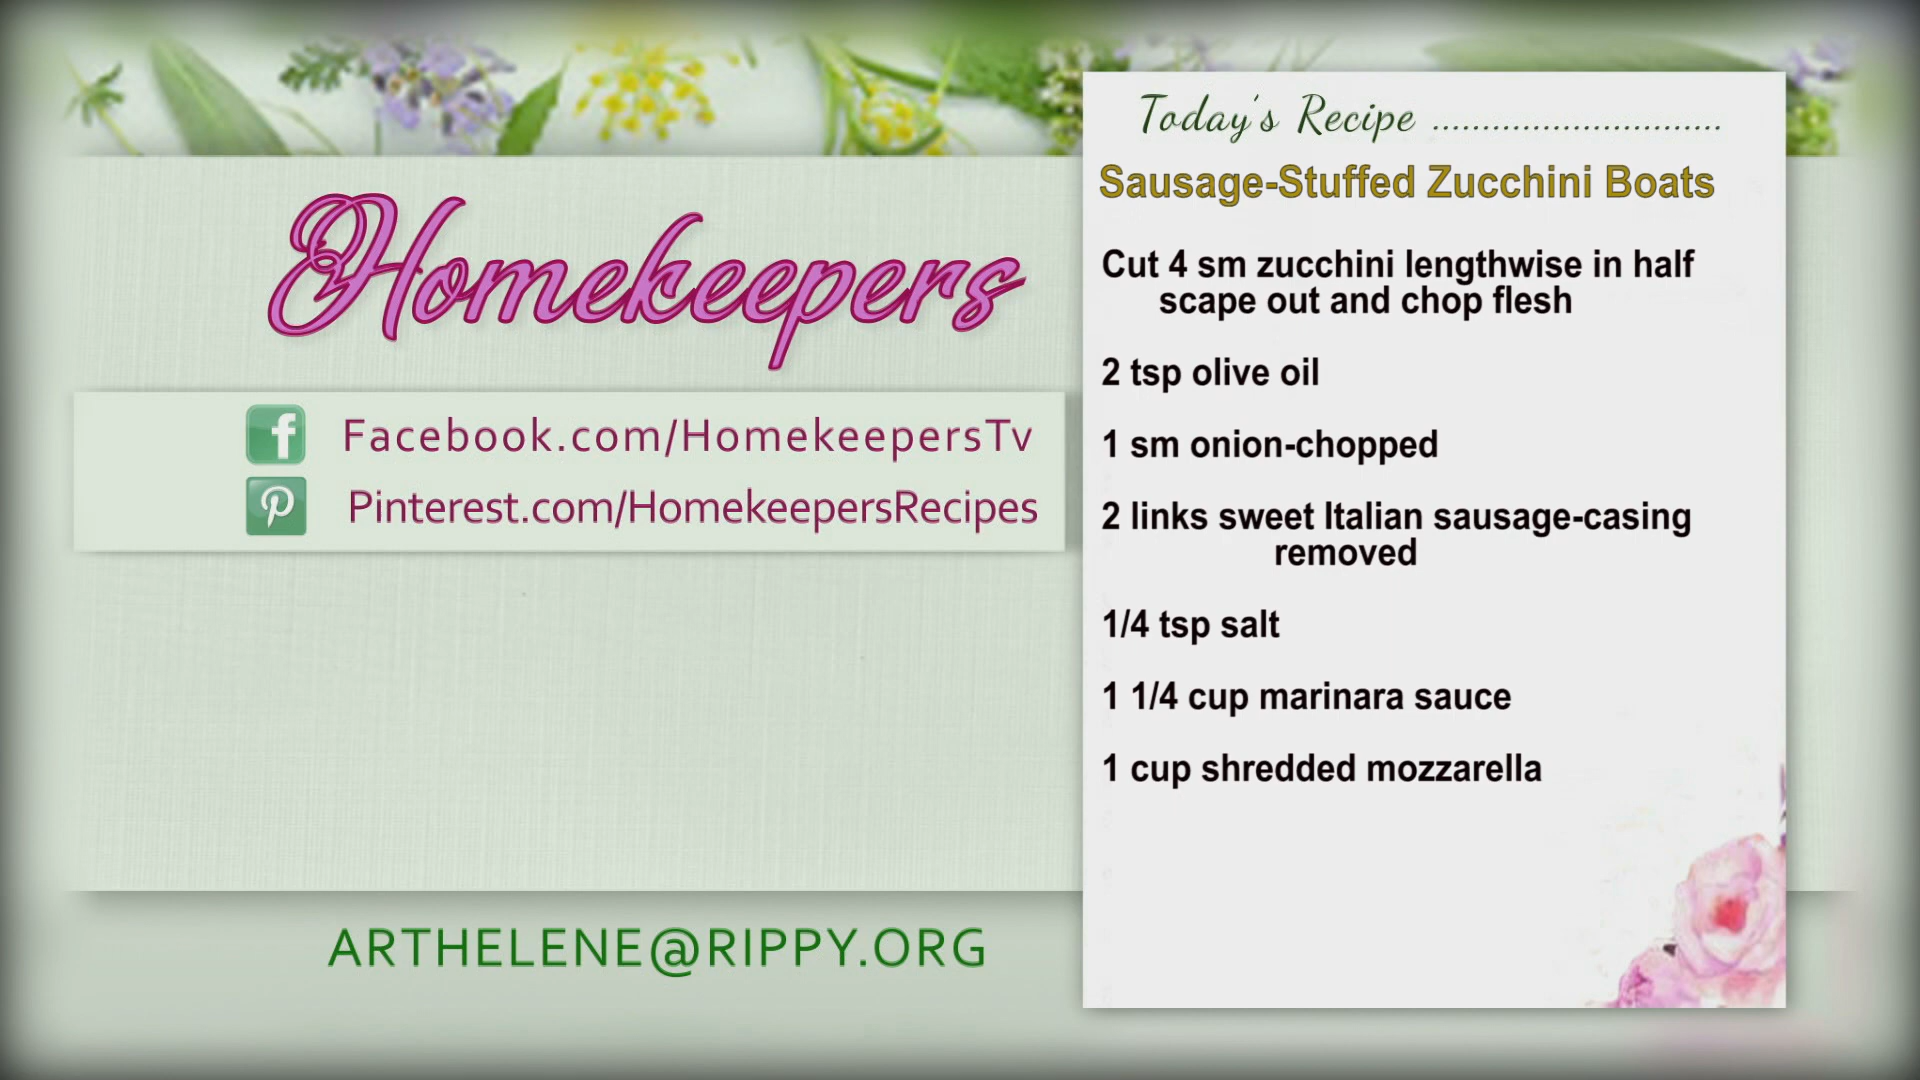 Homekeepers
Facebook.com/HomekeepersTv
Pinterest.com/HomekeepersRecipes
ARTHELENE@RIPPY.ORG
Today's Recipe .............................
Sausage-Stuffed Zucchini Boats
Cut 4 sm zucchini lengthwise in half
scape out and chop flesh
2 tsp olive oil
1 sm onion-chopped
2 links sweet Italian sausage-casing
removed
1/4 tsp salt
1 1/4 cup marinara sauce
1 cup shredded mozzarella